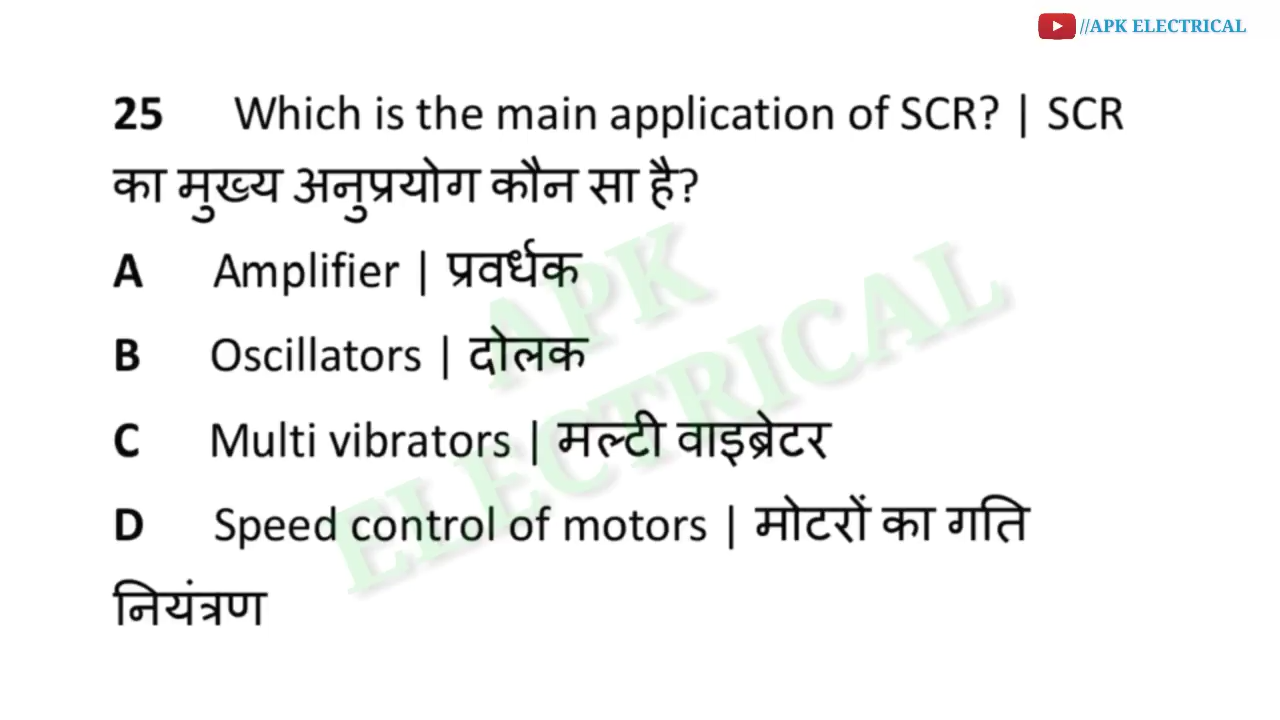 //APK ELECTRICAL
25 Which is the main application of SCR? | SCR
का मुख्य अनुप्रयोग कौन सा है?
A Amplifier | प्रवर्धक
B Oscillators | दोलक
C Multi vibrators | मल्टी वाइब्रेटर
D Speed control of motors | मोटरों का गति
नियंत्रण
APK
ELECTRICAL